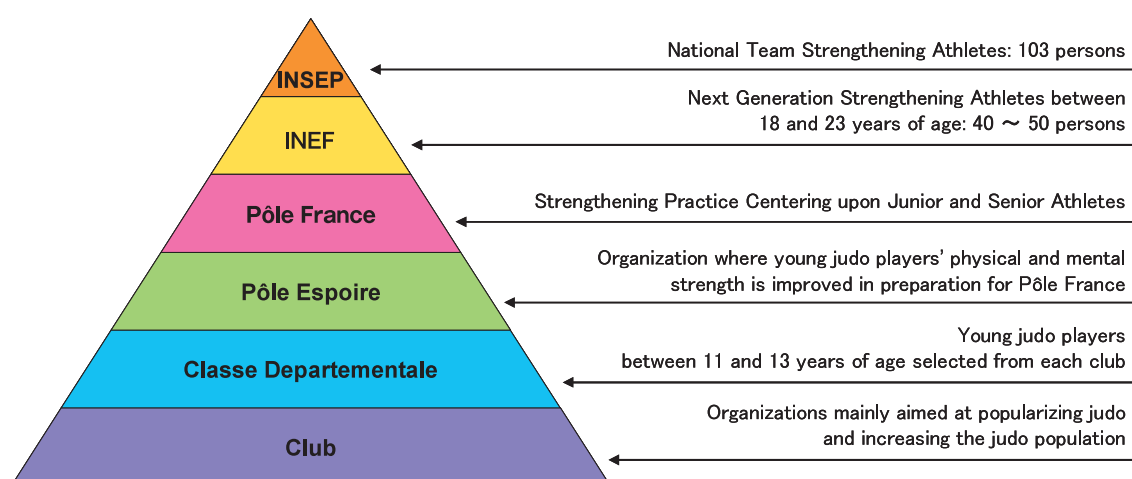 National Team Strengthening Athletes: 103 persons
INSEP
Next Generation Strengthening Athletes between
18 and 23 years of age: 40 ～ 50 persons
INEF
Strengthening Practice Centering upon Junior and Senior Athletes
Pôle France
Organization where young judo players' physical and mental
strength is improved in preparation for Pôle France
Pôle Espoire
Young judo players
between 11 and 13 years of age selected from each club
Classe Departementale
Organizations mainly aimed at popularizing judo
and increasing the judo population
Club